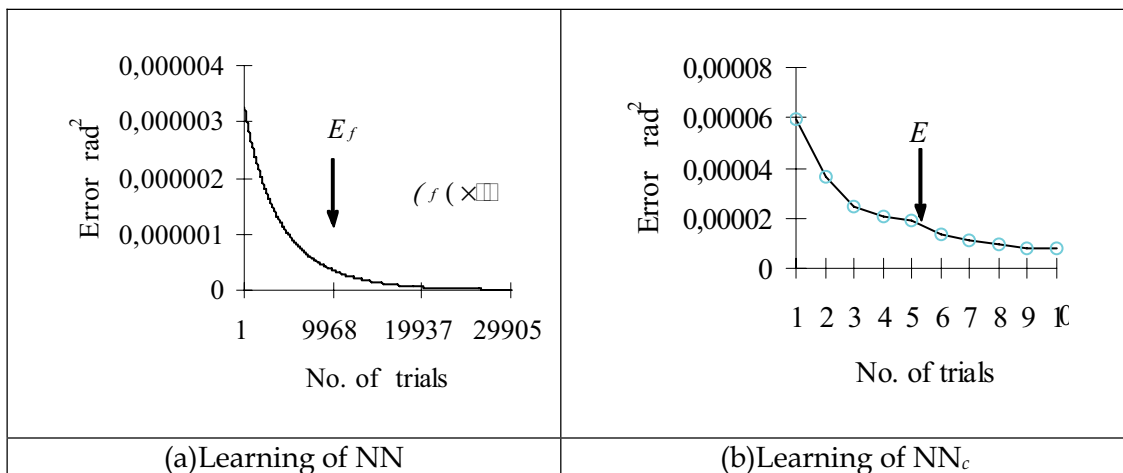 0,000004
0,000003
0,000002
0,000001
0
Error rad²
E f
( f ( ×
1 9968 19937 29905
No. of trials
(a)Learning of NN
0,00008
0,00006
0,00004
0,00002
0
Error rad²
E
1 2 3 4 5 6 7 8 9 10
No. of trials
(b)Learning of NNc